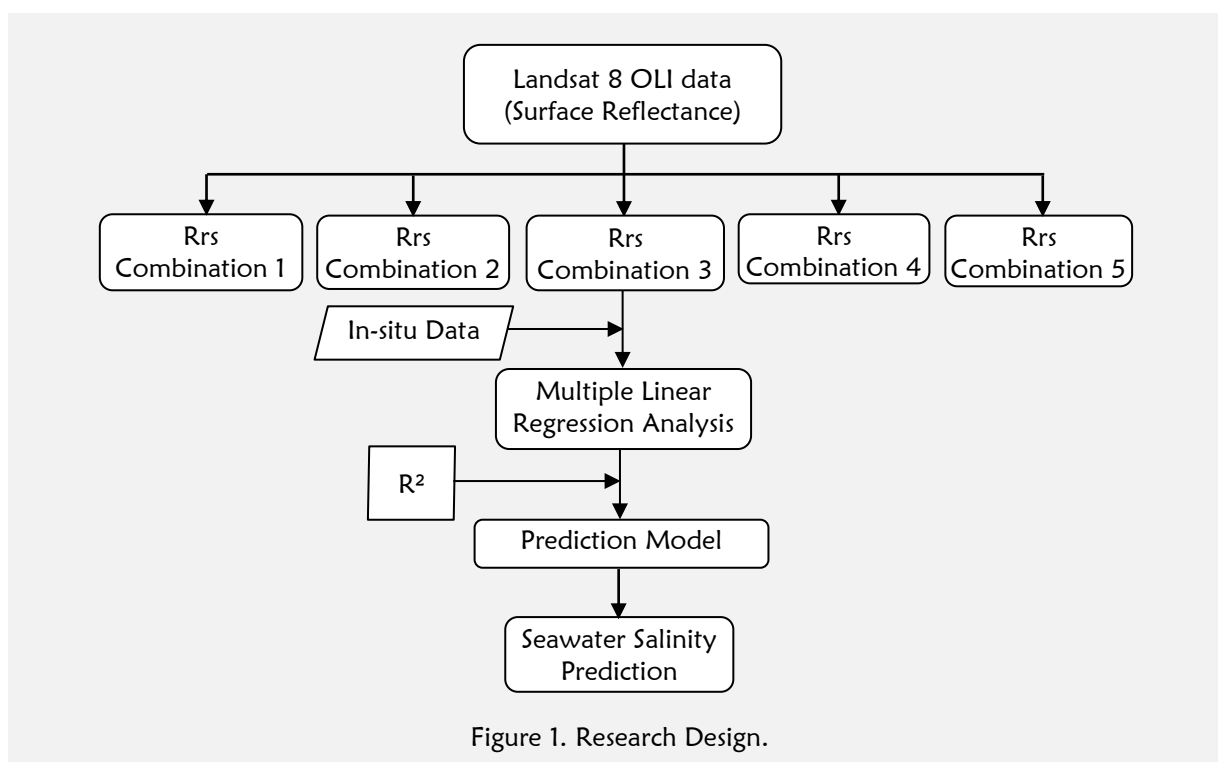 Landsat 8 OLI data
(Surface Reflectance)
Rrs
Combination 1
Rrs
Combination 2
Rrs
Combination 3
Rrs
Combination 4
Rrs
Combination 5
In-situ Data
Multiple Linear
Regression Analysis
R²
Prediction Model
Seawater Salinity
Prediction
Figure 1. Research Design.